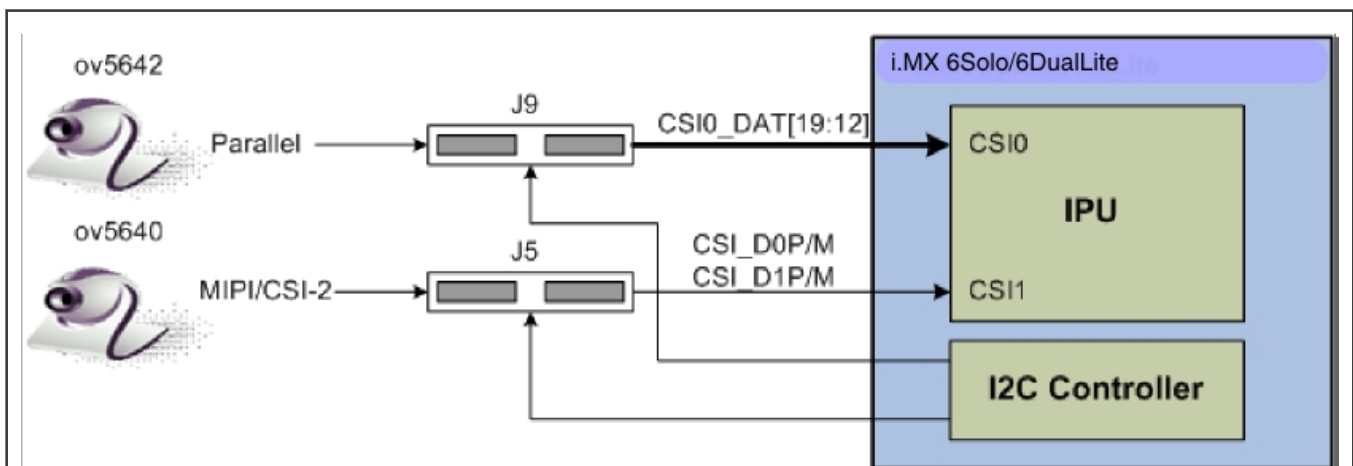 ov5642
i.MX 6Solo/6DualLite
J9
Parallel
CSI0_DAT[19:12]
CSI0
IPU
ov5640
J5
CSI_D0P/M
MIPI/CSI-2
CSI_D1P/M
CSI1
I2C Controller